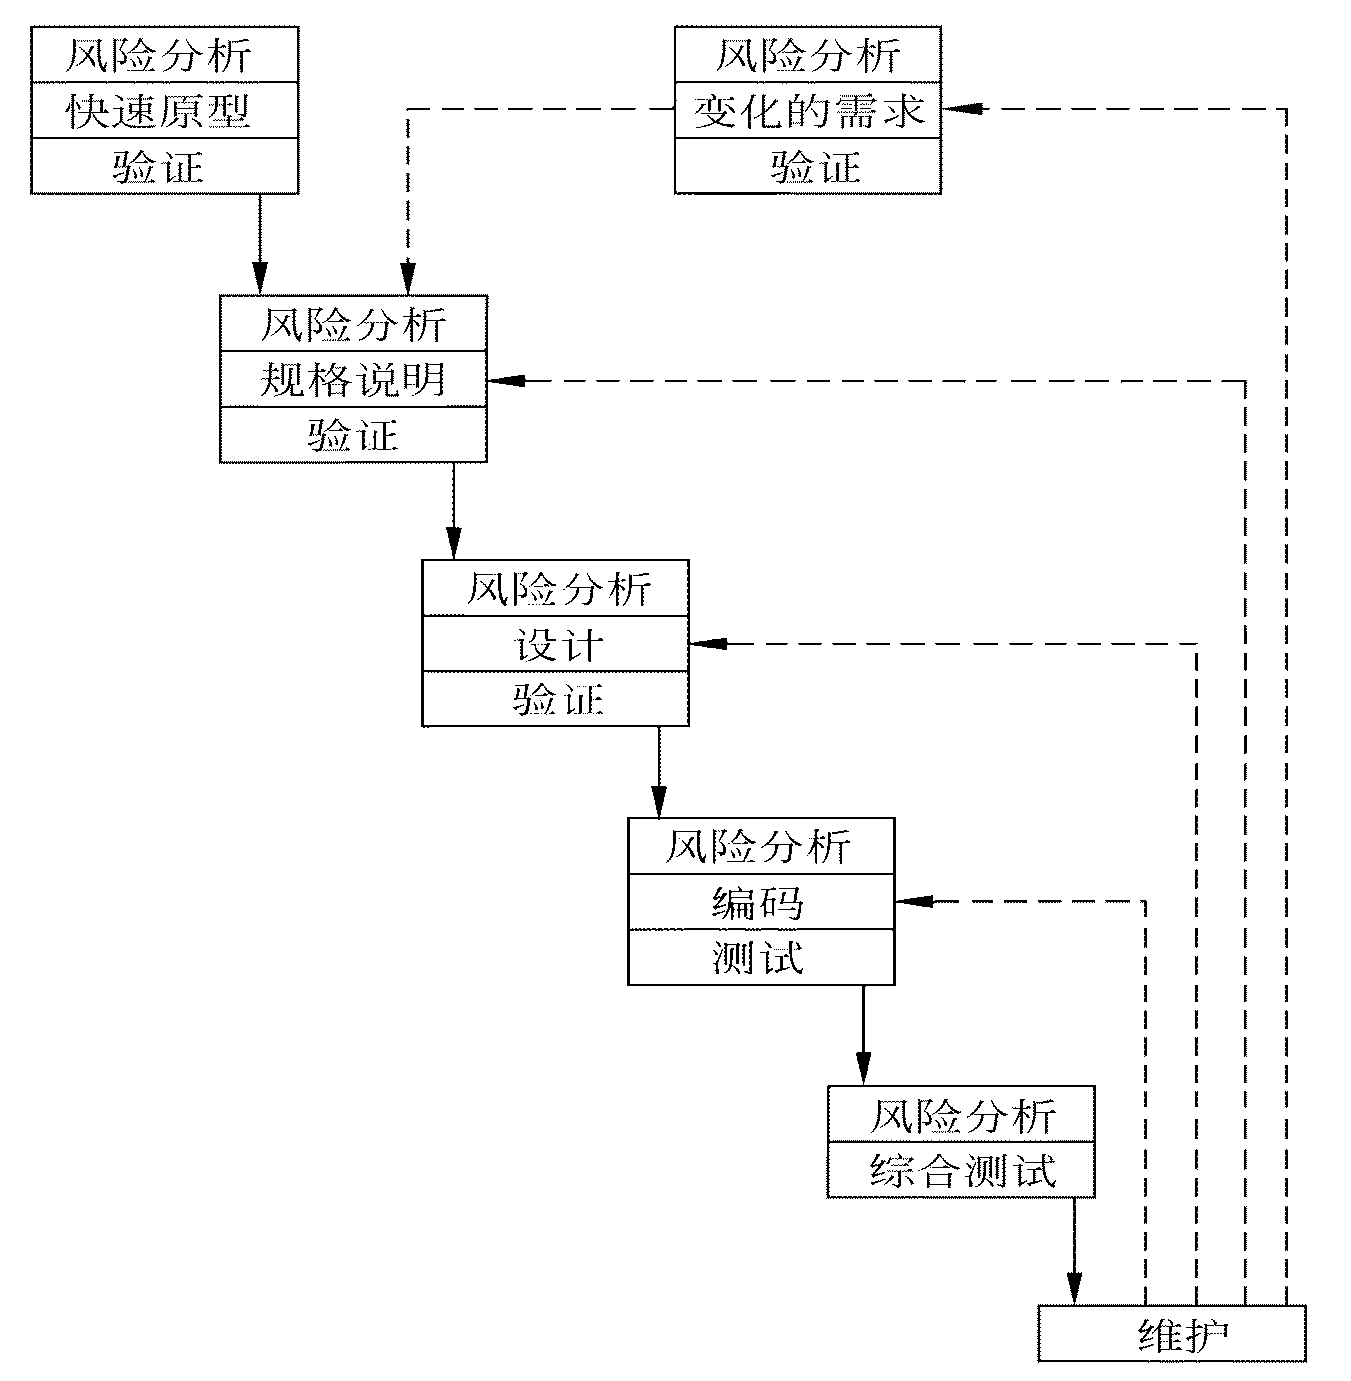 风险分析
快速原型
验证
风险分析
变化的需求
验证
风险分析
规格说明
验证
风险分析
设计
验证
风险分析
编码
测试
风险分析
综合测试
维护